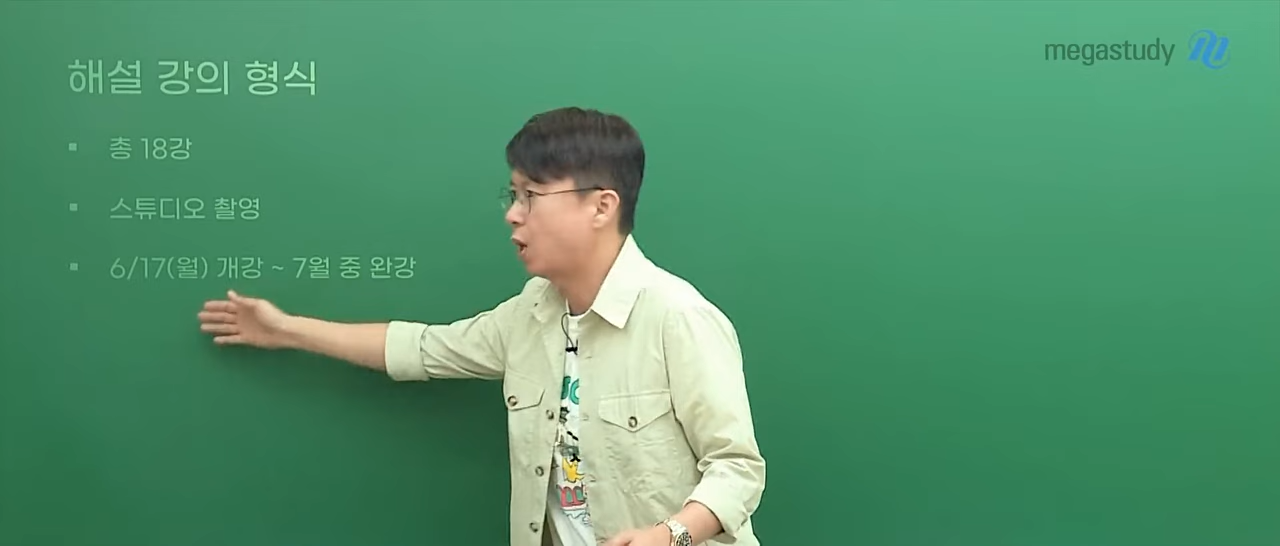 megastudy
해설 강의 형식
▪ 총 18강
▪ 스튜디오 촬영
▪ 6/17(월) 개강 ~ 7월 중 완강